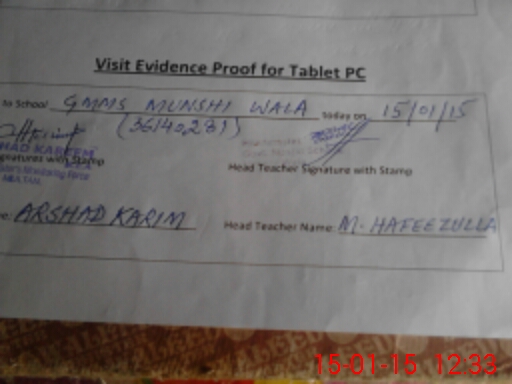 Visit Evidence Proof for Tablet PC
to School GMMS MUNSHI WALA today on 15/01/15
(36140281)
Signatures with Stamp
Head Teacher Signature with Stamp
MULTAN
ARSHAD KARIM
Head Teacher Name: M. HAFEEZULLA
15-01-15 12:33